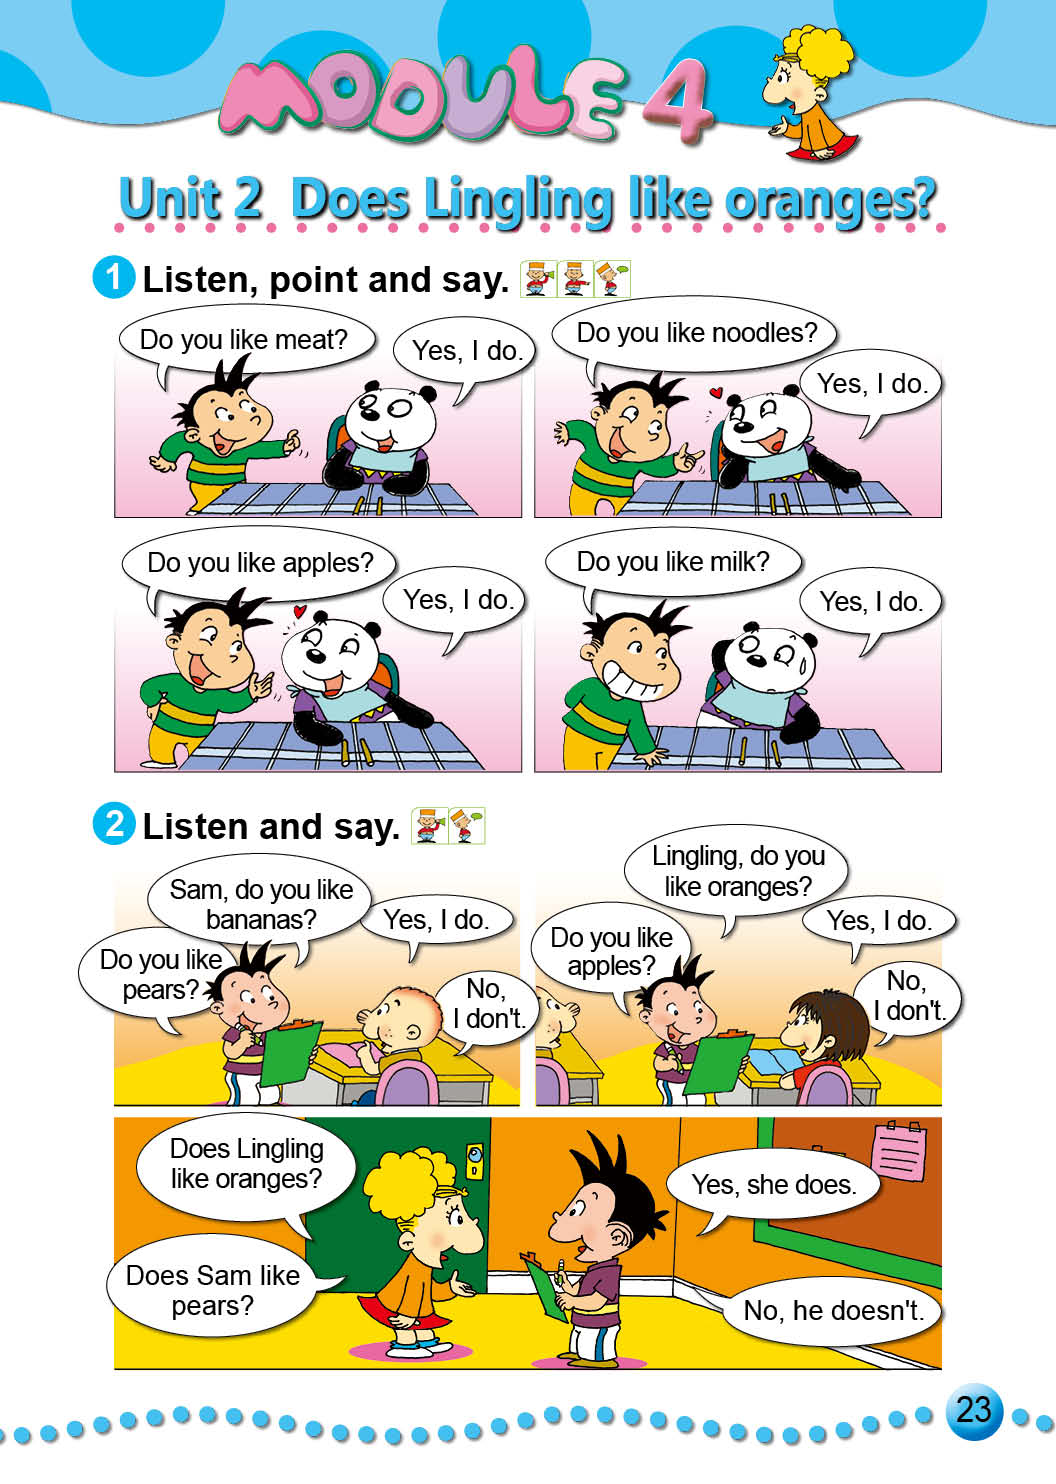 MODULE 4
Unit 2 Does Lingling like oranges?
1 Listen, point and say.
Do you like meat?
Yes, I do.
Do you like noodles?
Yes, I do.
Do you like apples?
Yes, I do.
Do you like milk?
Yes, I do.
2 Listen and say.
Sam, do you like
bananas?
Yes, I do.
Do you like
pears?
No,
I don't.
Lingling, do you
like oranges?
Yes, I do.
Do you like
apples?
No,
I don't.
Does Lingling
like oranges?
Yes, she does.
Does Sam like
pears?
No, he doesn't.
23